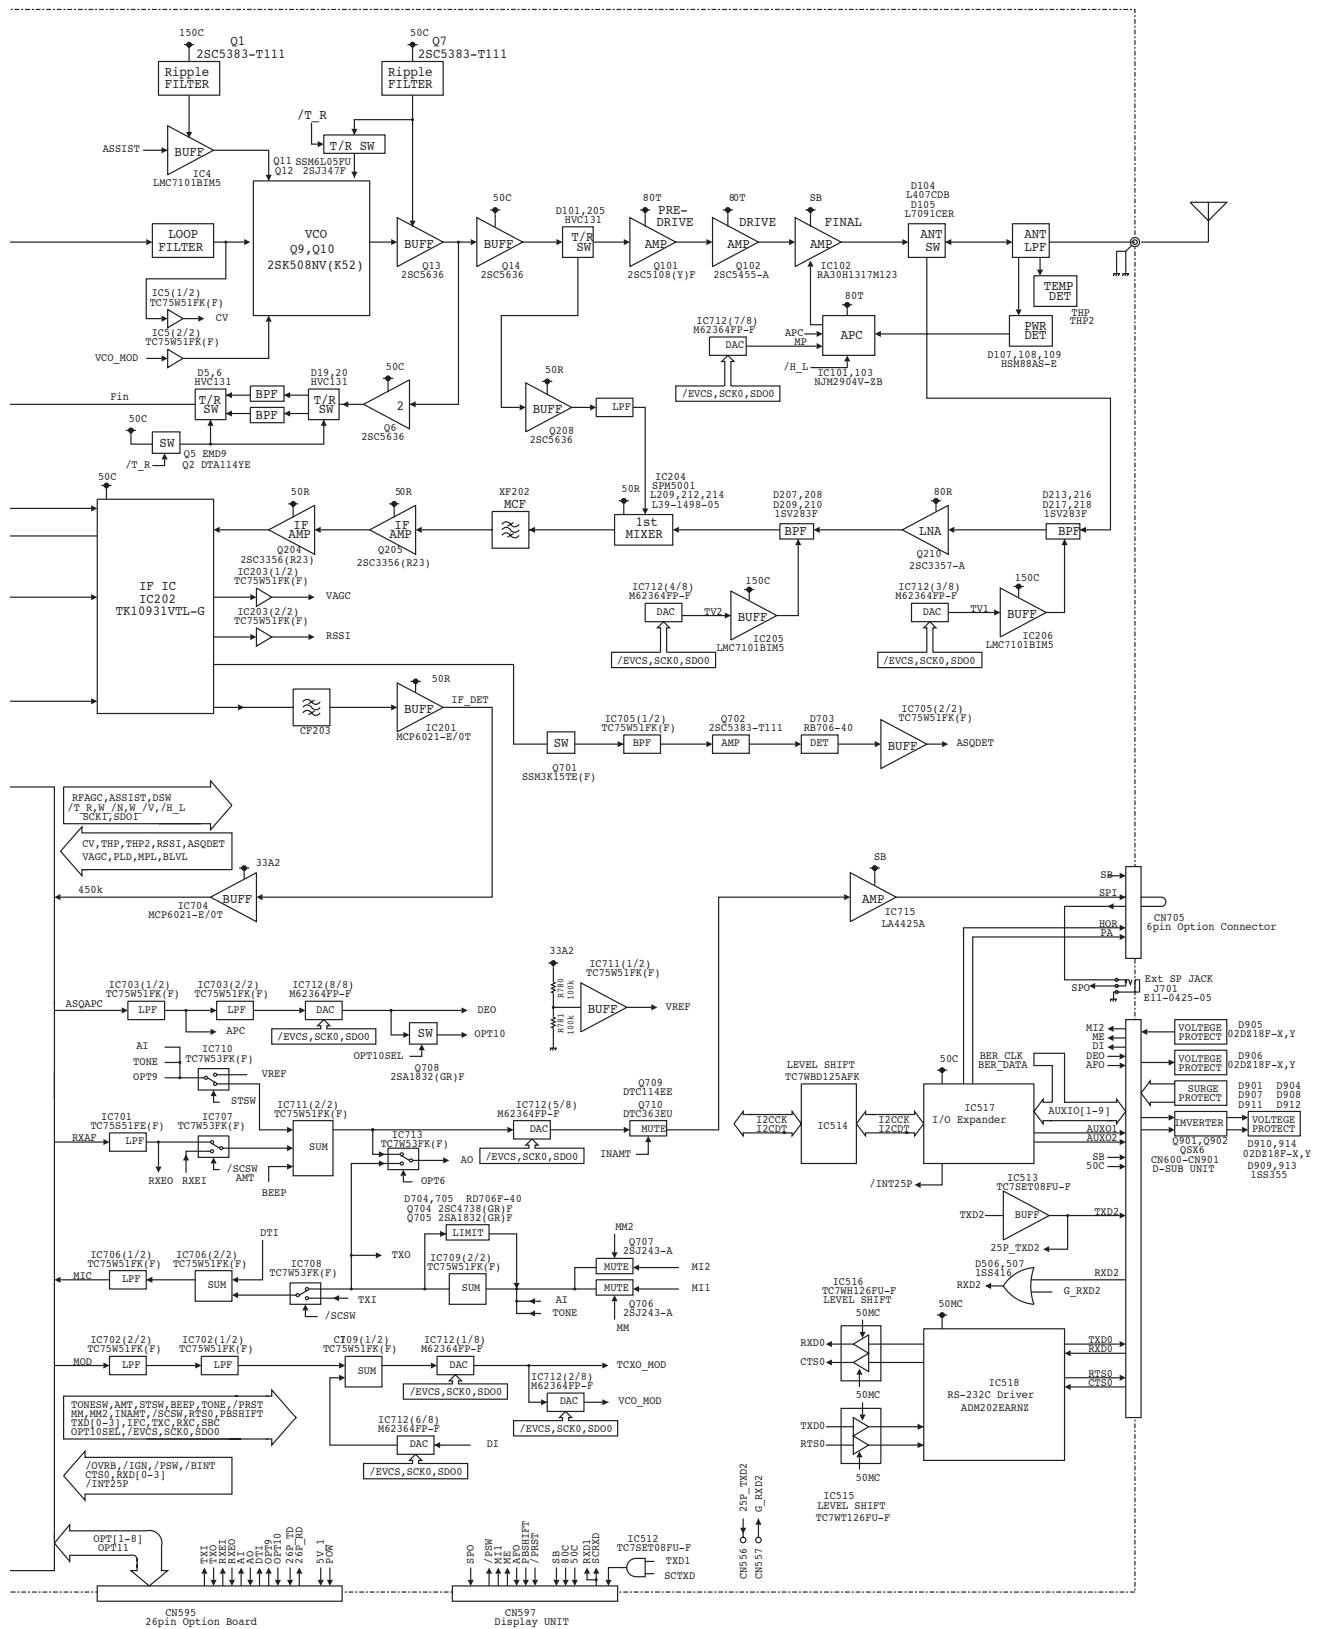 150C
Q1
2SC5383-T111
50C
Q7
2SC5383-T111
Ripple
FILTER
Ripple
FILTER
/T_R
T/R SW
ASSIST
BUFF
IC4
LMC7101BIM5
Q11 SSM6L05FU
Q12 2SJ347F
LOOP
FILTER
VCO
Q9,Q10
2SK508NV(K52)
BUFF
Q13
2SC5636
50C
BUFF
Q14
2SC5636
D101,205
HVC131
T/R
SW
80T
PRE-
DRIVE
AMP
Q101
2SC5108(Y)F
80T
DRIVE
AMP
Q102
2SC5455-A
SB
FINAL
AMP
IC102
RA30H1317M123
D104
L407CDB
D105
L7091CER
ANT
SW
ANT
LPF
TEMP
DET
THP
THP2
PWR
DET
D107,108,109
HSM88AS-E
IC5(1/2)
TC75W51FK(F)
CV
IC5(2/2)
TC75W51FK(F)
VCO_MOD
IC712(7/8)
M62364FP-F
DAC
/EVCS,SCK0,SDO0
80T
APC
MP
APC
/H_L
IC101,103
NJM2904V-ZB
Fin
D5,6
HVC131
T/R
SW
BPF
BPF
D19,20
HVC131
T/R
SW
50C
2
Q6
2SC5636
50C
SW
/T_R
Q5 EMD9
Q2 DTA114YE
50R
BUFF
Q208
2SC5636
LPF
50C
IF IC
IC202
TK10931VTL-G
50R
IF
AMP
Q204
2SC3356(R23)
50R
IF
AMP
Q205
2SC3356(R23)
XF202
MCF
50R
IC204
SPM5001
L209,212,214
L39-1498-05
1st
MIXER
D207,208
D209,210
1SV283F
BPF
80R
LNA
Q210
2SC3357-A
D213,216
D217,218
1SV283F
BPF
IC203(1/2)
TC75W51FK(F)
VAGC
IC203(2/2)
TC75W51FK(F)
RSSI
IC712(4/8)
M62364FP-F
DAC
TV2
/EVCS,SCK0,SDO0
150C
BUFF
IC205
LMC7101BIM5
IC712(3/8)
M62364FP-F
DAC
TV1
/EVCS,SCK0,SDO0
150C
BUFF
IC206
LMC7101BIM5
CF203
50R
BUFF
IC201
MCP6021-E/0T
IF_DET
SW
Q701
SSM3K15TE(F)
IC705(1/2)
TC75W51FK(F)
BPF
Q702
2SC5383-T111
AMP
D703
RB706-40
DET
IC705(2/2)
TC75W51FK(F)
BUFF
ASQDET
RFAGC,ASSIST,DSW
/T_R,W_/N,W_/V,/H_L
SCK1,SDO1
CV,THP,THP2,RSSI,ASQDET
VAGC,PLD,MPL,BLVL
450k
33A2
BUFF
IC704
MCP6021-E/0T
SB
AMP
IC715
LA4425A
SB
SPI
HOR
PA
CN705
6pin Option Connector
Ext SP JACK
J701
E11-0425-05
SPO
ASQAPC
IC703(1/2)
TC75W51FK(F)
LPF
IC703(2/2)
TC75W51FK(F)
LPF
APC
IC712(8/8)
M62364FP-F
DAC
/EVCS,SCK0,SDO0
DEO
SW
OPT10
OPT10SEL
Q708
2SA1832(GR)F
33A2
R780
100k
R781
100k
IC711(1/2)
TC75W51FK(F)
BUFF
VREF
AI
TONE
OPT9
IC710
TC7W53FK(F)
VREF
STSW
RXAF
IC701
TC75S51FE(F)
LPF
RXEO
RXEI
IC707
TC7W53FK(F)
/SCSW
AMT
BEEP
IC711(2/2)
TC75W51FK(F)
SUM
IC713
TC7W53FK(F)
AO
OPT6
IC712(5/8)
M62364FP-F
DAC
/EVCS,SCK0,SDO0
Q709
DTC114EE
Q710
DTC363EU
MUTE
INAMT
LEVEL SHIFT
TC7WBD125AFK
I2CCK
I2CDT
IC514
I2CCK
I2CDT
50C
IC517
I/O Expander
/INT25P
BER_CLK
BER_DATA
AUXIO[1-9]
AUXO1
AUXO2
SB
50C
MI2
ME
DI
DEO
AFO
VOLTEGE
PROTECT
D905
02DZ18F-X,Y
VOLTEGE
PROTECT
D906
02DZ18F-X,Y
SURGE
PROTECT
D901 D904
D907 D908
D911 D912
IMVERTER
VOLTEGE
PROTECT
Q901,Q902
QSX6
CN600-CN901
D-SUB UNIT
D910,914
02DZ18F-X,Y
D909,913
1SS355
IC513
TC7SET08FU-F
TXD2
BUFF
TXD2
25P_TXD2
D506,507
1SS416
RXD2
RXD2
G_RXD2
D704,705 RD706F-40
Q704 2SC4738(GR)F
Q705 2SA1832(GR)F
LIMIT
TXO
MIC
IC706(1/2)
TC75W51FK(F)
LPF
IC706(2/2)
TC75W51FK(F)
SUM
DTI
IC708
TC7W53FK(F)
TXI
/SCSW
IC709(2/2)
TC75W51FK(F)
SUM
AI
TONE
MM2
Q707
2SJ243-A
MUTE
MI2
MUTE
MI1
Q706
2SJ243-A
MM
IC516
TC7WH126FU-F
LEVEL SHIFT
50MC
RXD0
CTS0
50MC
TXD0
RTS0
50MC
IC515
LEVEL SHIFT
TC7WT126FU-F
50MC
IC518
RS-232C Driver
ADM202EARNZ
TXD0
RXD0
RTS0
CTS0
MOD
IC702(2/2)
TC75W51FK(F)
LPF
IC702(1/2)
TC75W51FK(F)
LPF
(1/2)
TC75W51FK(F)
SUM
IC712(1/8)
M62364FP-F
DAC
/EVCS,SCK0,SDO0
TCXO_MOD
IC712(2/8)
M62364FP-F
DAC
VCO_MOD
/EVCS,SCK0,SDO0
IC712(6/8)
M62364FP-F
DAC
DI
/EVCS,SCK0,SDO0
TONESW,AMT,STSW,BEEP,TONE,/PRST
MM,MM2,INAMT,/SCSW,RTS0,PBSHIFT
TXD[0-3],IFC,TXC,RXC,SBC
OPT10SEL,/EVCS,SCK0,SDO0
/OVRB,/IGN,/PSW,/BINT
CTS0,RXD[0-3]
/INT25P
OPT[1-8]
OPT11
TXI
TXO
RXEI
RXEO
AI
AO
DTI
OPT9
OPT10
26P_TD
26P_RD
5V_1
POW
CN595
26pin Option Board
SPO
/PSW
MI1
ME
AFO
PBSHIFT
/PRST
SB
80C
50C
RXD1
SCRXD
IC512
TC7SET08FU-F
TXD1
SCTXD
CN597
Display UNIT
CN556
25P_TXD2
CN557
G_RXD2